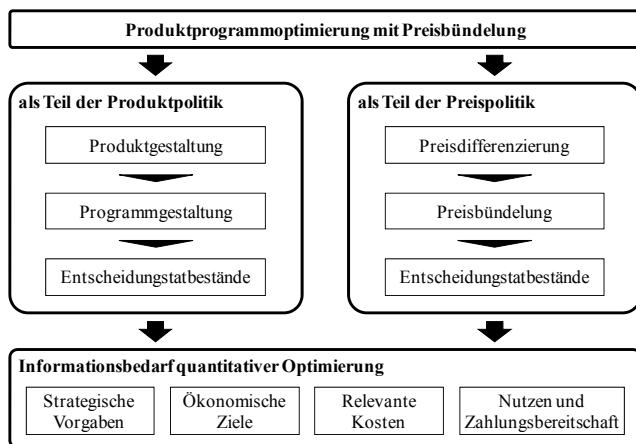 Produktprogrammoptimierung mit Preisbündelung
als Teil der Produktpolitik
Produktgestaltung
Programmgestaltung
Entscheidungstatbestände
als Teil der Preispolitik
Preisdifferenzierung
Preisbündelung
Entscheidungstatbestände
Informationsbedarf quantitativer Optimierung
Strategische
Vorgaben
Ökonomische
Ziele
Relevante
Kosten
Nutzen und
Zahlungsbereitschaft